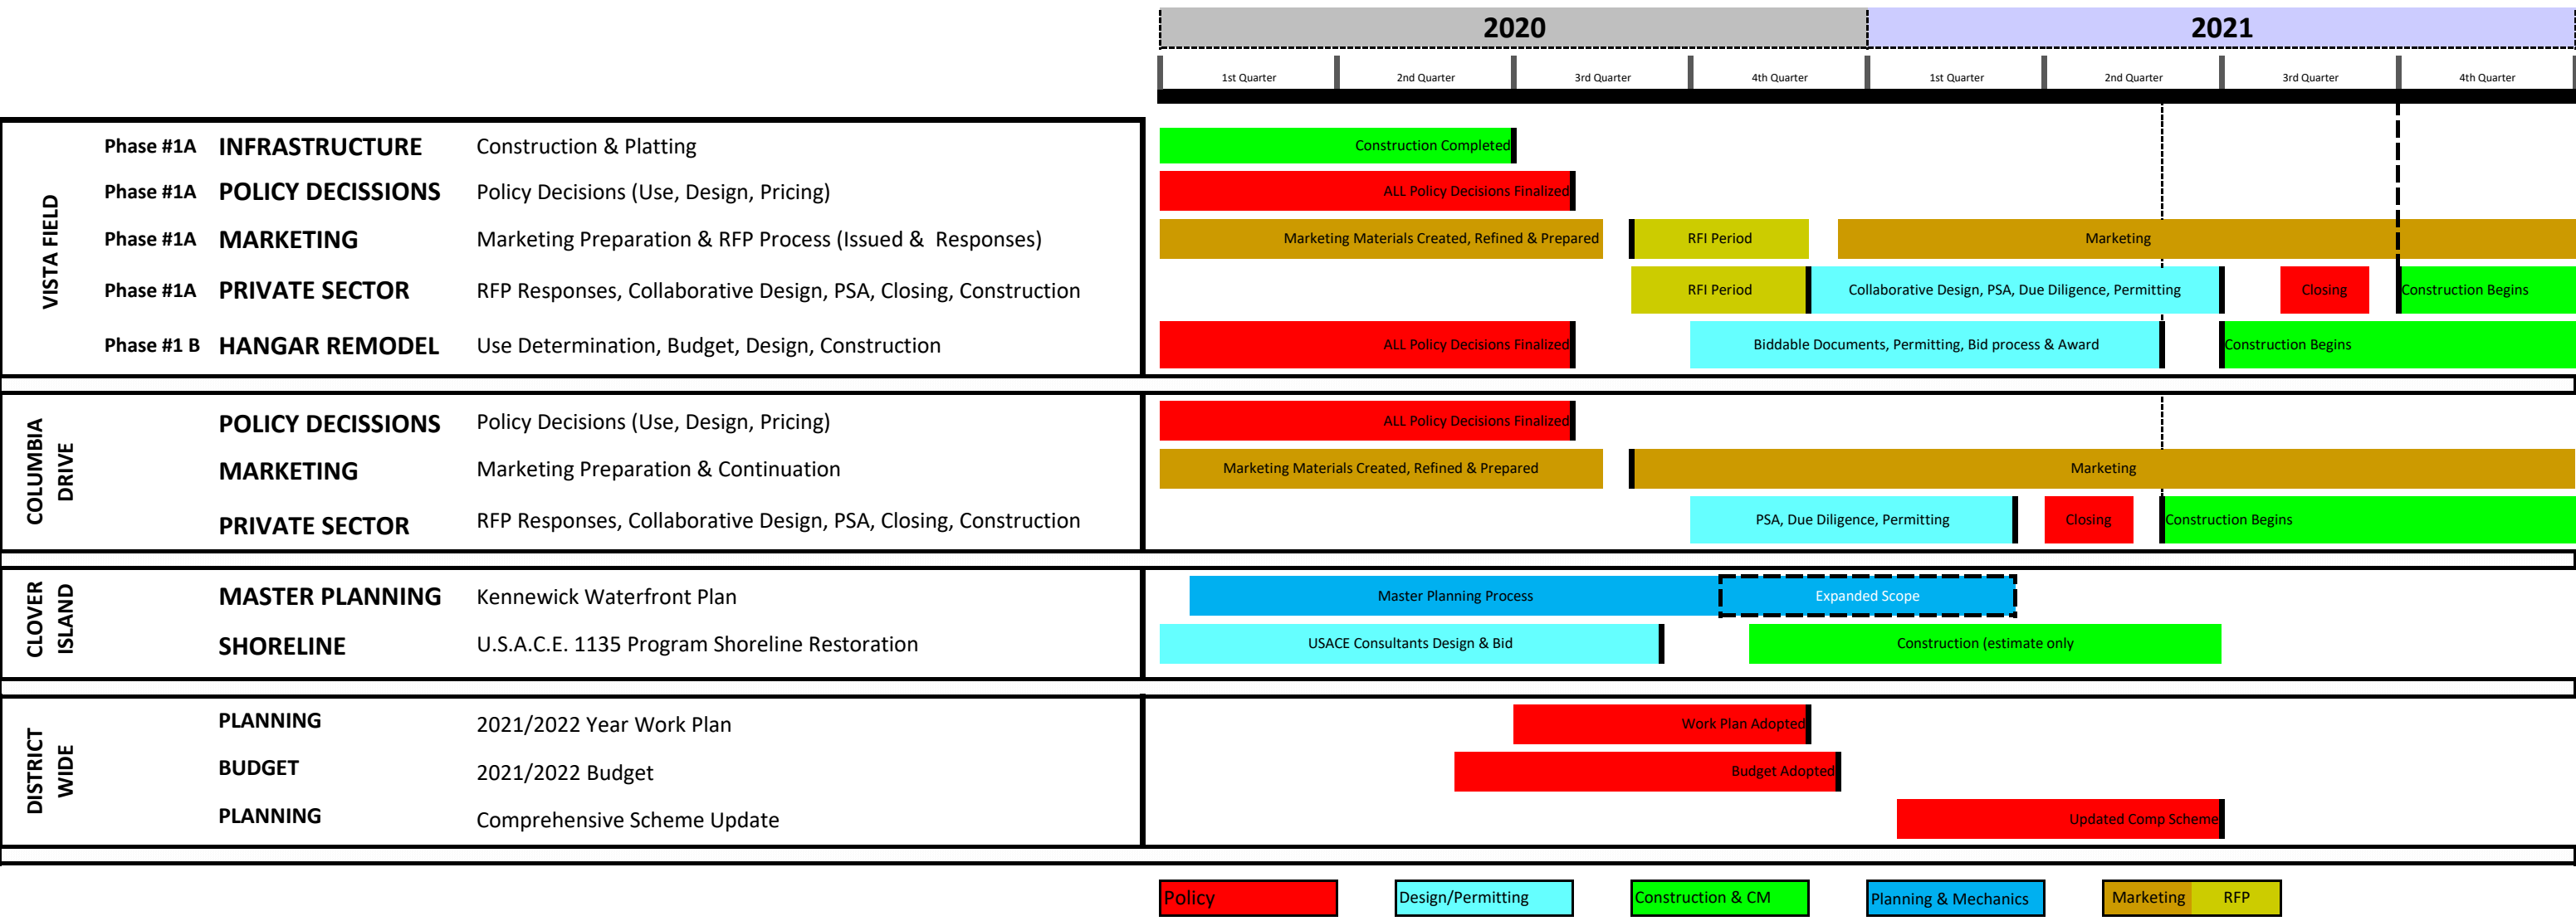 2020 2021
1st Quarter 2nd Quarter 3rd Quarter 4th Quarter 1st Quarter 2nd Quarter 3rd Quarter 4th Quarter
VISTA FIELD
Phase #1A INFRASTRUCTURE Construction & Platting Construction Completed
Phase #1A POLICY DECISSIONS Policy Decisions (Use, Design, Pricing) ALL Policy Decisions Finalized
Phase #1A MARKETING Marketing Preparation & RFP Process (Issued & Responses) Marketing Materials Created, Refined & Prepared RFI Period Marketing
Phase #1A PRIVATE SECTOR RFP Responses, Collaborative Design, PSA, Closing, Construction RFI Period Collaborative Design, PSA, Due Diligence, Permitting Closing Construction Begins
Phase #1 B HANGAR REMODEL Use Determination, Budget, Design, Construction ALL Policy Decisions Finalized Biddable Documents, Permitting, Bid process & Award Construction Begins
COLUMBIA
DRIVE
POLICY DECISSIONS Policy Decisions (Use, Design, Pricing) ALL Policy Decisions Finalized
MARKETING Marketing Preparation & Continuation Marketing Materials Created, Refined & Prepared Marketing
PRIVATE SECTOR RFP Responses, Collaborative Design, PSA, Closing, Construction PSA, Due Diligence, Permitting Closing Construction Begins
CLOVER
ISLAND
MASTER PLANNING Kennewick Waterfront Plan Master Planning Process Expanded Scope
SHORELINE U.S.A.C.E. 1135 Program Shoreline Restoration USACE Consultants Design & Bid Construction (estimate only
DISTRICT
WIDE
PLANNING 2021/2022 Year Work Plan Work Plan Adopted
BUDGET 2021/2022 Budget Budget Adopted
PLANNING Comprehensive Scheme Update Updated Comp Scheme
Policy Design/Permitting Construction & CM Planning & Mechanics Marketing RFP